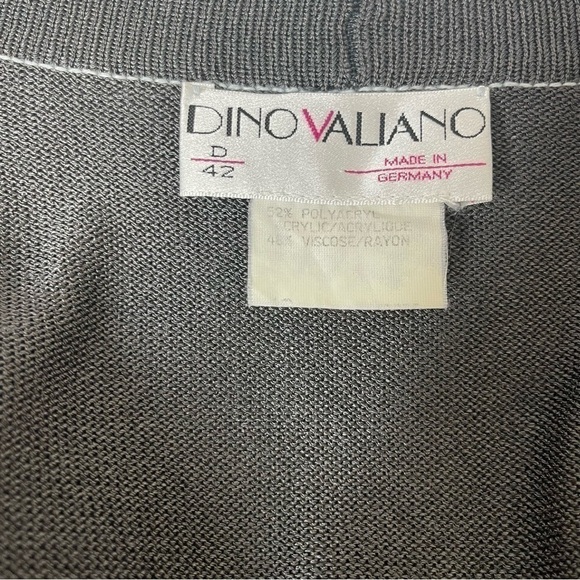 DINOVALIANO
D
42
MADE IN
GERMANY
52% POLYACRYL
CRYLIC/ACRYLIQUE
48% VISCOSE/RAYON